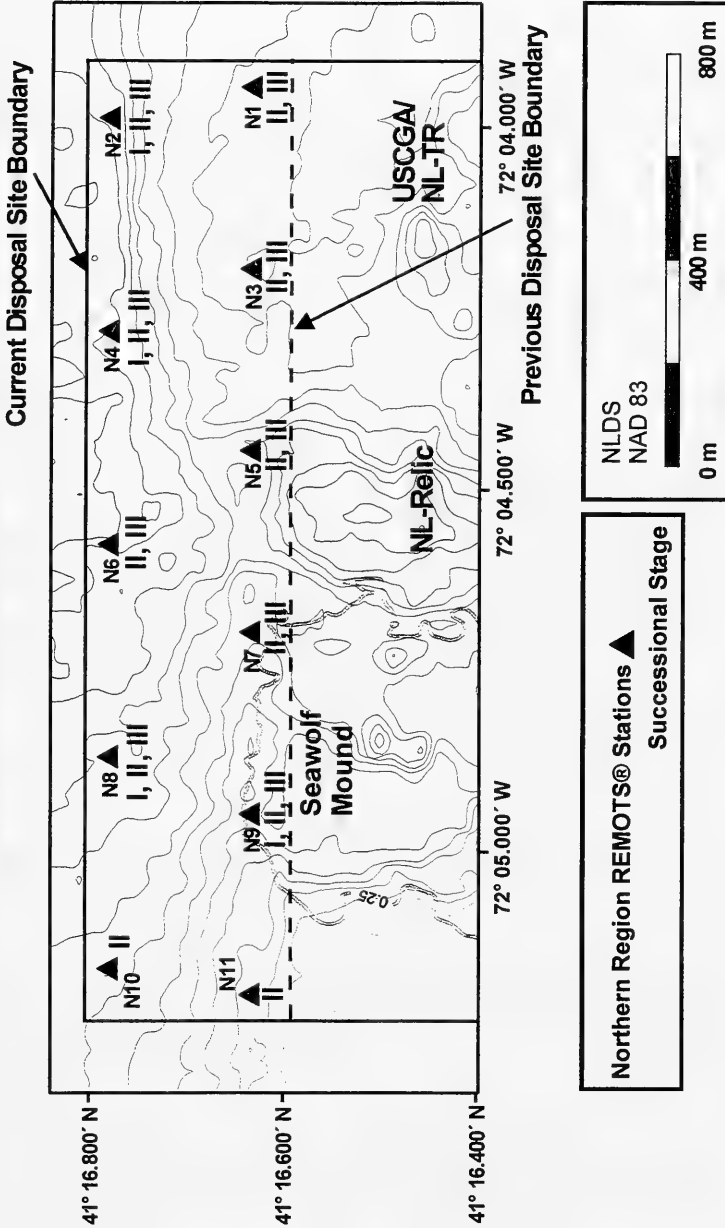 Current Disposal Site Boundary
41° 16.800´ N
41° 16.600´ N
41° 16.400´ N
N10
II
N8
I, II, III
N6
II, III
N4
I, II, III
N2
I, II, III
N11
II
N9
I, II, III
N7
II, III
N5
II, III
N3
II, III
N1
II, III
Seawolf
Mound
0.25
NL-Relic
USCGA/
NL-TR
72° 05.000´ W
72° 04.500´ W
72° 04.000´ W
Previous Disposal Site Boundary
Northern Region REMOTS® Stations
Successional Stage
NLDS
NAD 83
0 m
400 m
800 m